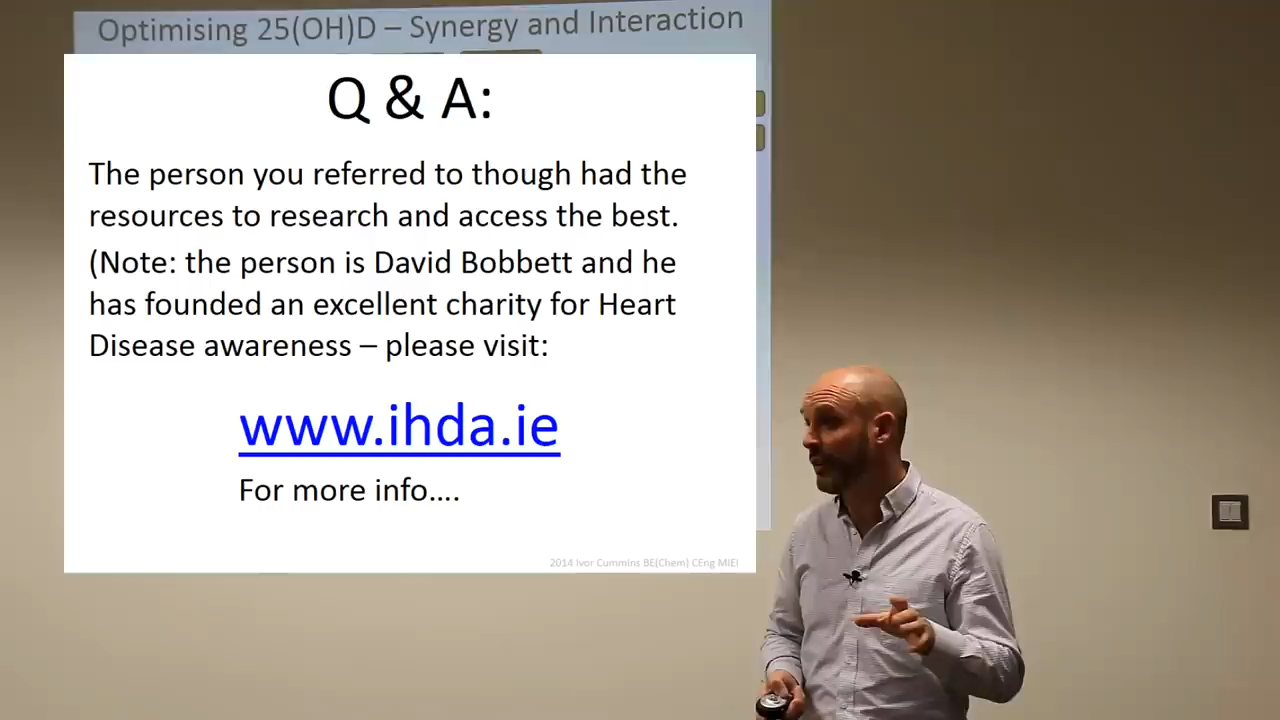 Optimising 25(OH)D – Synergy and Interaction
Q & A:
The person you referred to though had the
resources to research and access the best.
(Note: the person is David Bobbett and he
has founded an excellent charity for Heart
Disease awareness – please visit:
www.ihda.ie
For more info….
2014 Ivor Cummins BE(Chem) CEng MIEI